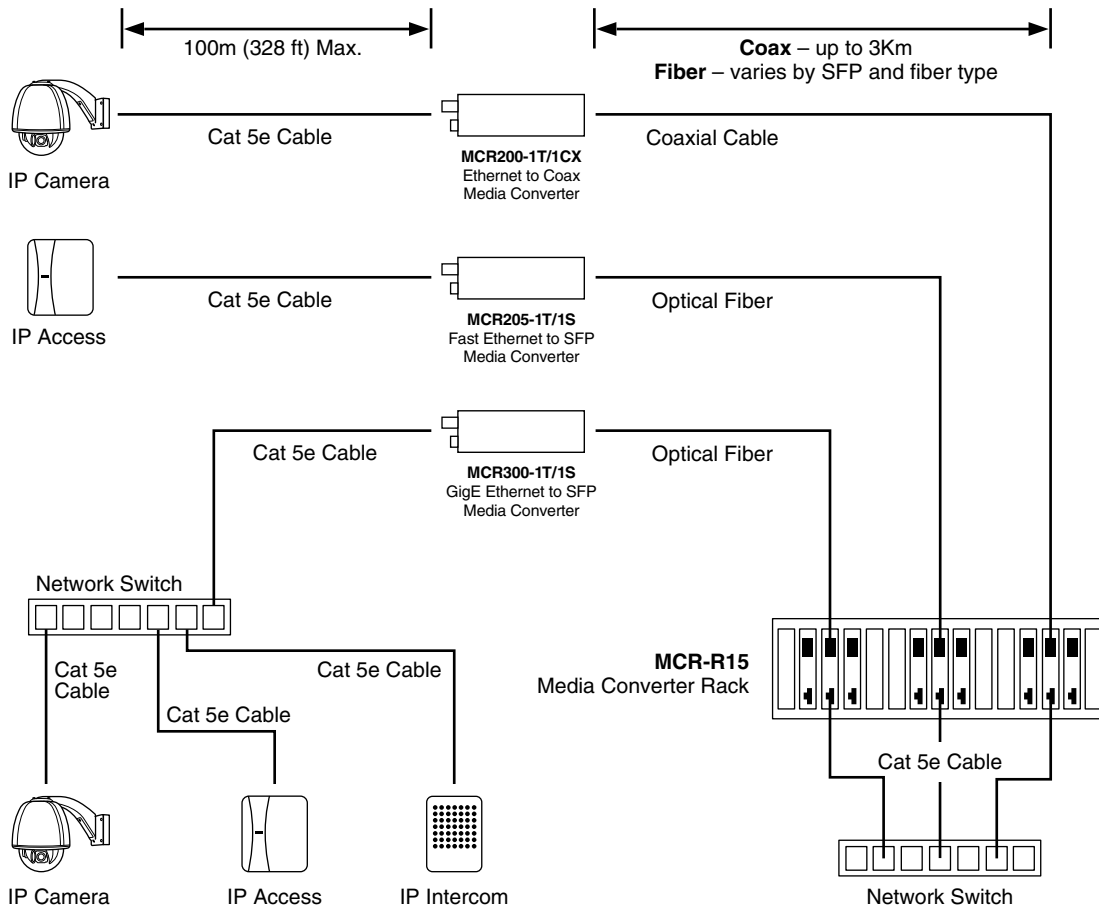 100m (328 ft) Max.
Coax – up to 3Km
Fiber – varies by SFP and fiber type
IP Camera
Cat 5e Cable
MCR200-1T/1CX
Ethernet to Coax
Media Converter
Coaxial Cable
IP Access
Cat 5e Cable
MCR205-1T/1S
Fast Ethernet to SFP
Media Converter
Optical Fiber
Cat 5e Cable
MCR300-1T/1S
GigE Ethernet to SFP
Media Converter
Optical Fiber
Network Switch
Cat 5e
Cable
Cat 5e Cable
Cat 5e Cable
MCR-R15
Media Converter Rack
Cat 5e Cable
IP Camera
IP Access
IP Intercom
Network Switch